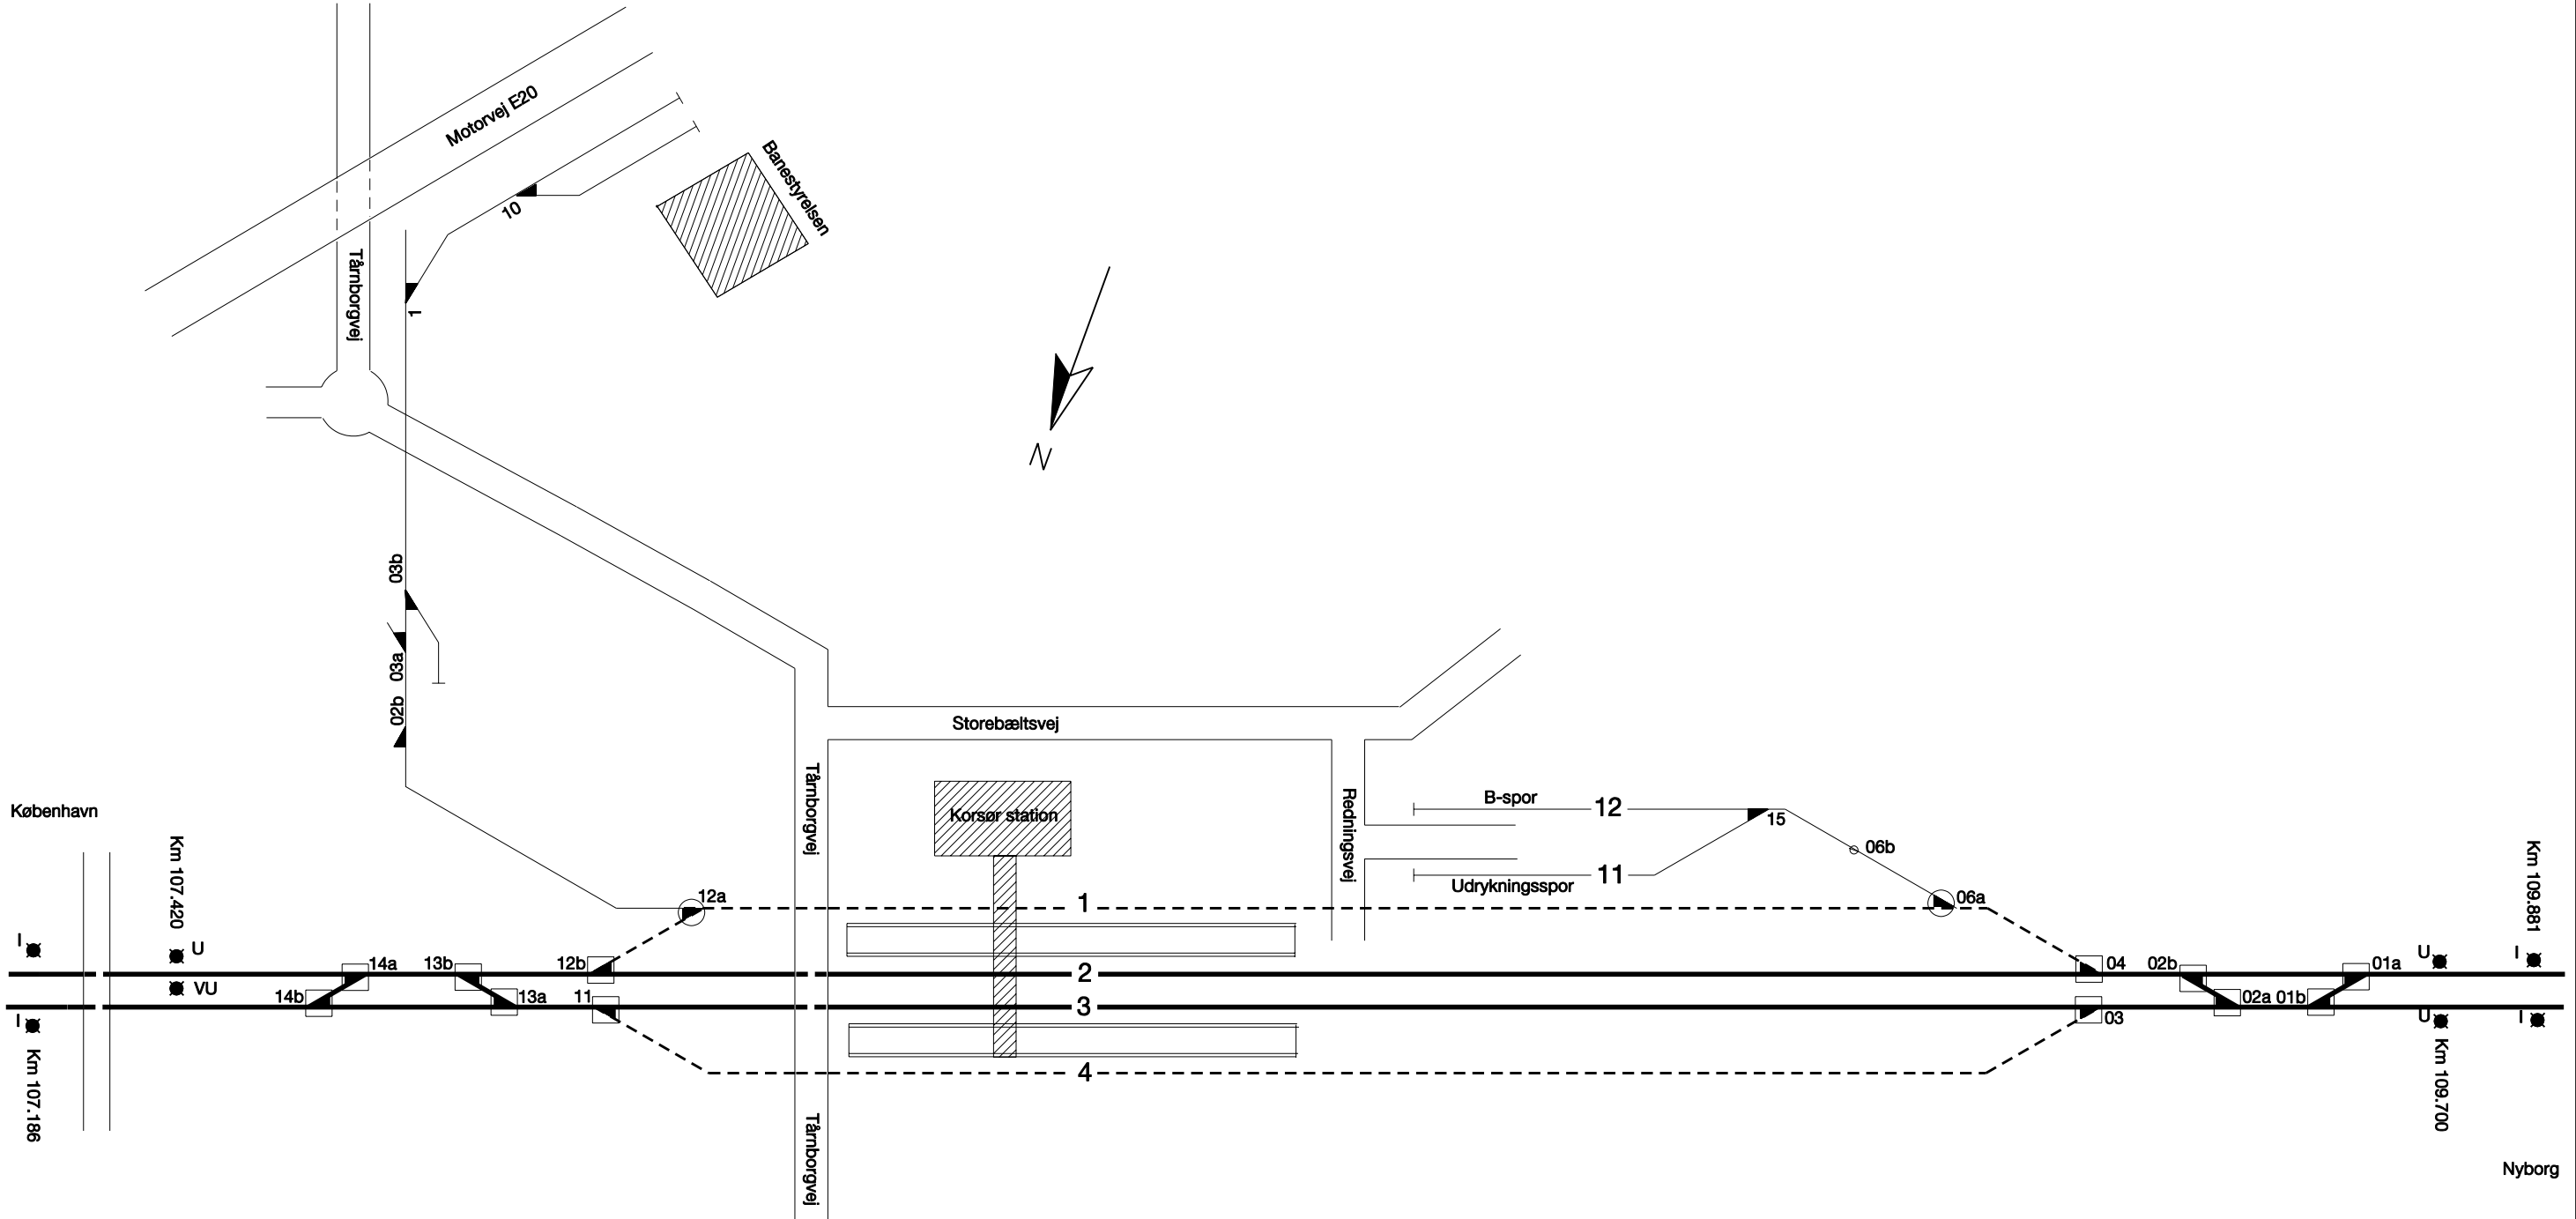 Motorvej E20
Banestyrelsen
10
Tårnborgvej
1
N
03b
03a
02b
Storebæltsvej
Tårnborgvej
Korsør station
Redningsvej
B-spor
12
15
06b
11
Udrykningsspor
06a
København
Km 107.420
12a
1
Km 109.881
I
U
14a
13b
12b
2
04
02b
01a
U
I
VU
14b
13a
11
3
02a
01b
03
I
U
I
4
Km 107.186
Km 109.700
Tårnborgvej
Nyborg